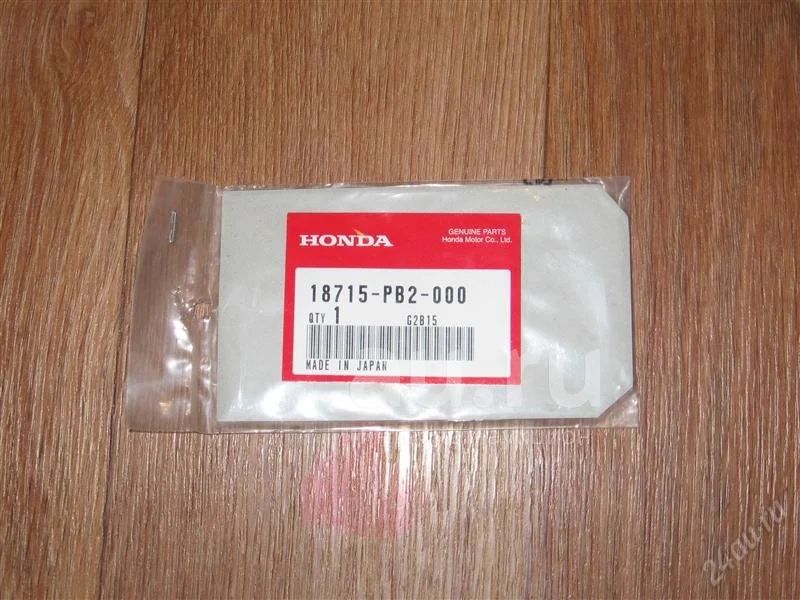 HONDA
GENUINE PARTS
Honda Motor Co., Ltd.
18715-PB2-000
QTY 1 G2B15
MADE IN JAPAN
24au.ru